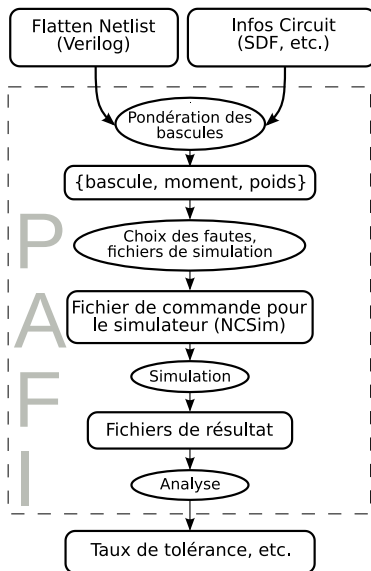 Flatten Netlist
(Verilog)
Infos Circuit
(SDF, etc.)
Pondération des
bascules
{bascule, moment, poids}
Choix des fautes,
fichiers de simulation
Fichier de commande pour
le simulateur (NCSim)
Simulation
Fichiers de résultat
Analyse
Taux de tolérance, etc.
P
A
F
I